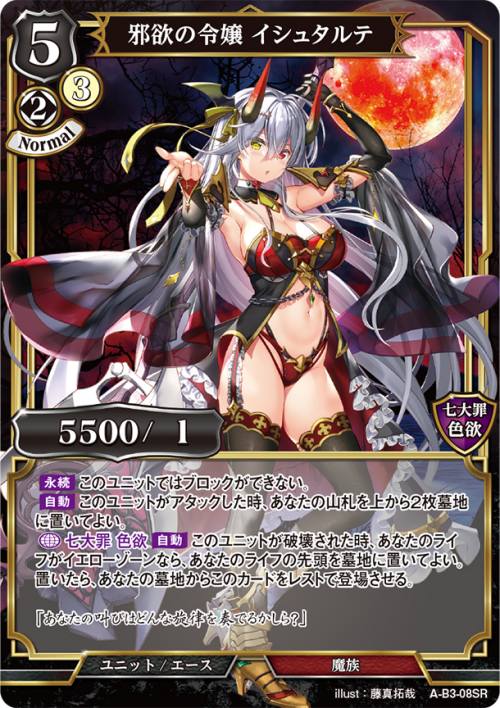 5
邪欲の令嬢 イシュタルテ
2
3
Normal
七大罪
色欲
5500/ 1
永続 このユニットではブロックができない。
自動 このユニットがアタックした時、あなたの山札を上から2枚墓地
に置いてよい。
七大罪 色欲 自動 このユニットが破壊された時、あなたのライ
フがイエローゾーンなら、あなたのライフの先頭を墓地に置いてよい。
置いたら、あなたの墓地からこのカードをレストで登場させる。
「あなたの叫びはどんな旋律を奏でるかしら?」
ユニット / エース
魔族
illust : 藤真拓哉 A-B3-08SR